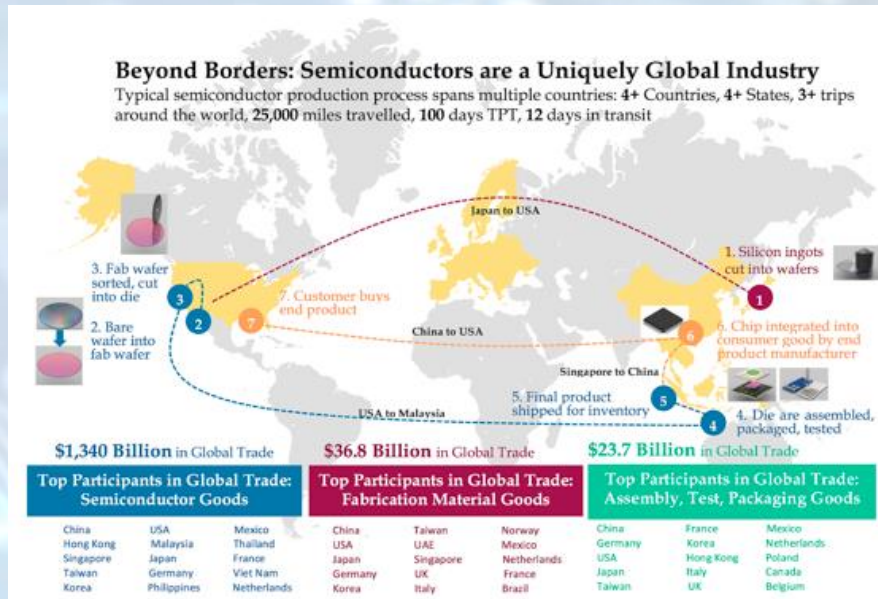 Beyond Borders: Semiconductors are a Uniquely Global Industry
Typical semiconductor production process spans multiple countries: 4+ Countries, 4+ States, 3+ trips
around the world, 25,000 miles travelled, 100 days TPT, 12 days in transit
Japan to USA
1. Silicon ingots
cut into wafers
3. Fab wafer
sorted, cut
into die
3
1
7. Customer buys
end product
2
7
2. Bare
wafer into
fab wafer
China to USA
6
6. Chip integrated into
consumer good by end
product manufacturer
Singapore to China
5. Final product
shipped for inventory
5
USA to Malaysia
4
4. Die are assembled,
packaged, tested
$1,340 Billion in Global Trade
Top Participants in Global Trade:
Semiconductor Goods
China USA Mexico
Hong Kong Malaysia Thailand
Singapore Japan France
Taiwan Germany Viet Nam
Korea Philippines Netherlands
$36.8 Billion in Global Trade
Top Participants in Global Trade:
Fabrication Material Goods
China Taiwan Norway
USA UAE Mexico
Japan Singapore Netherlands
Germany UK France
Korea Italy Brazil
$23.7 Billion in Global Trade
Top Participants in Global Trade:
Assembly, Test, Packaging Goods
China France Mexico
Germany Korea Netherlands
USA Hong Kong Poland
Japan Italy Canada
Taiwan UK Belgium